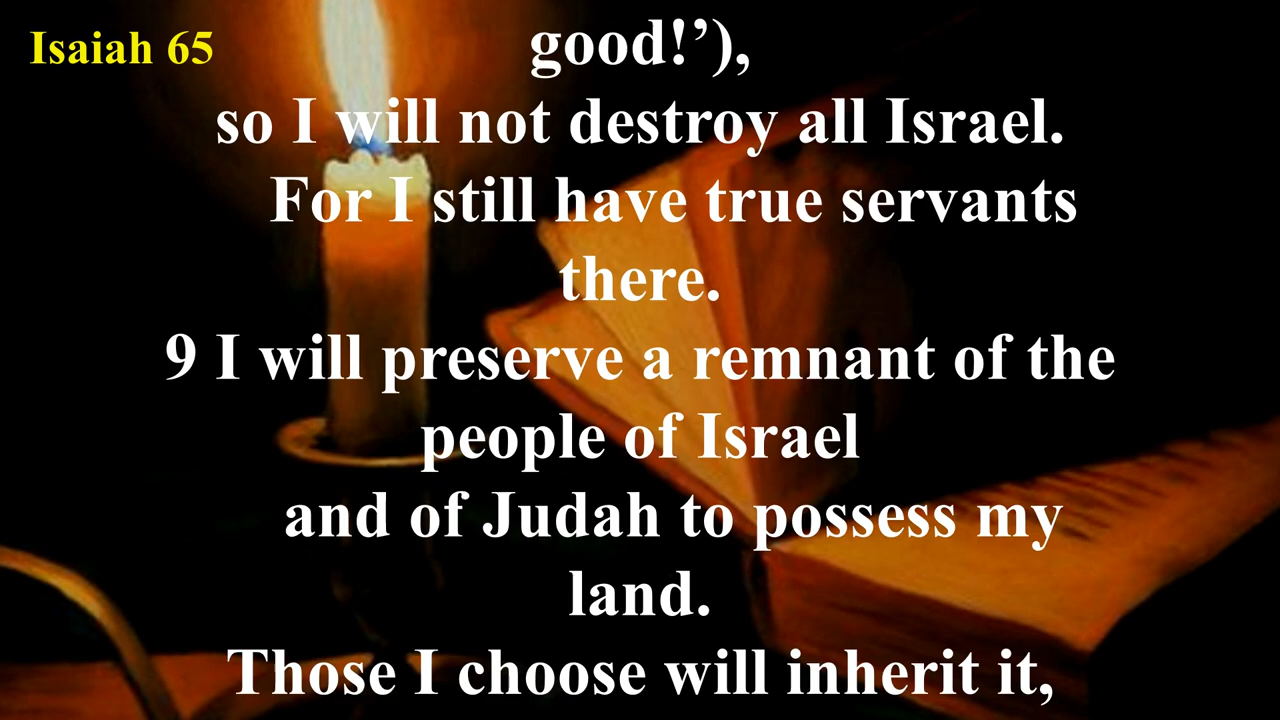 Isaiah 65
good!’),
so I will not destroy all Israel.
For I still have true servants
there.
9 I will preserve a remnant of the
people of Israel
and of Judah to possess my
land.
Those I choose will inherit it,